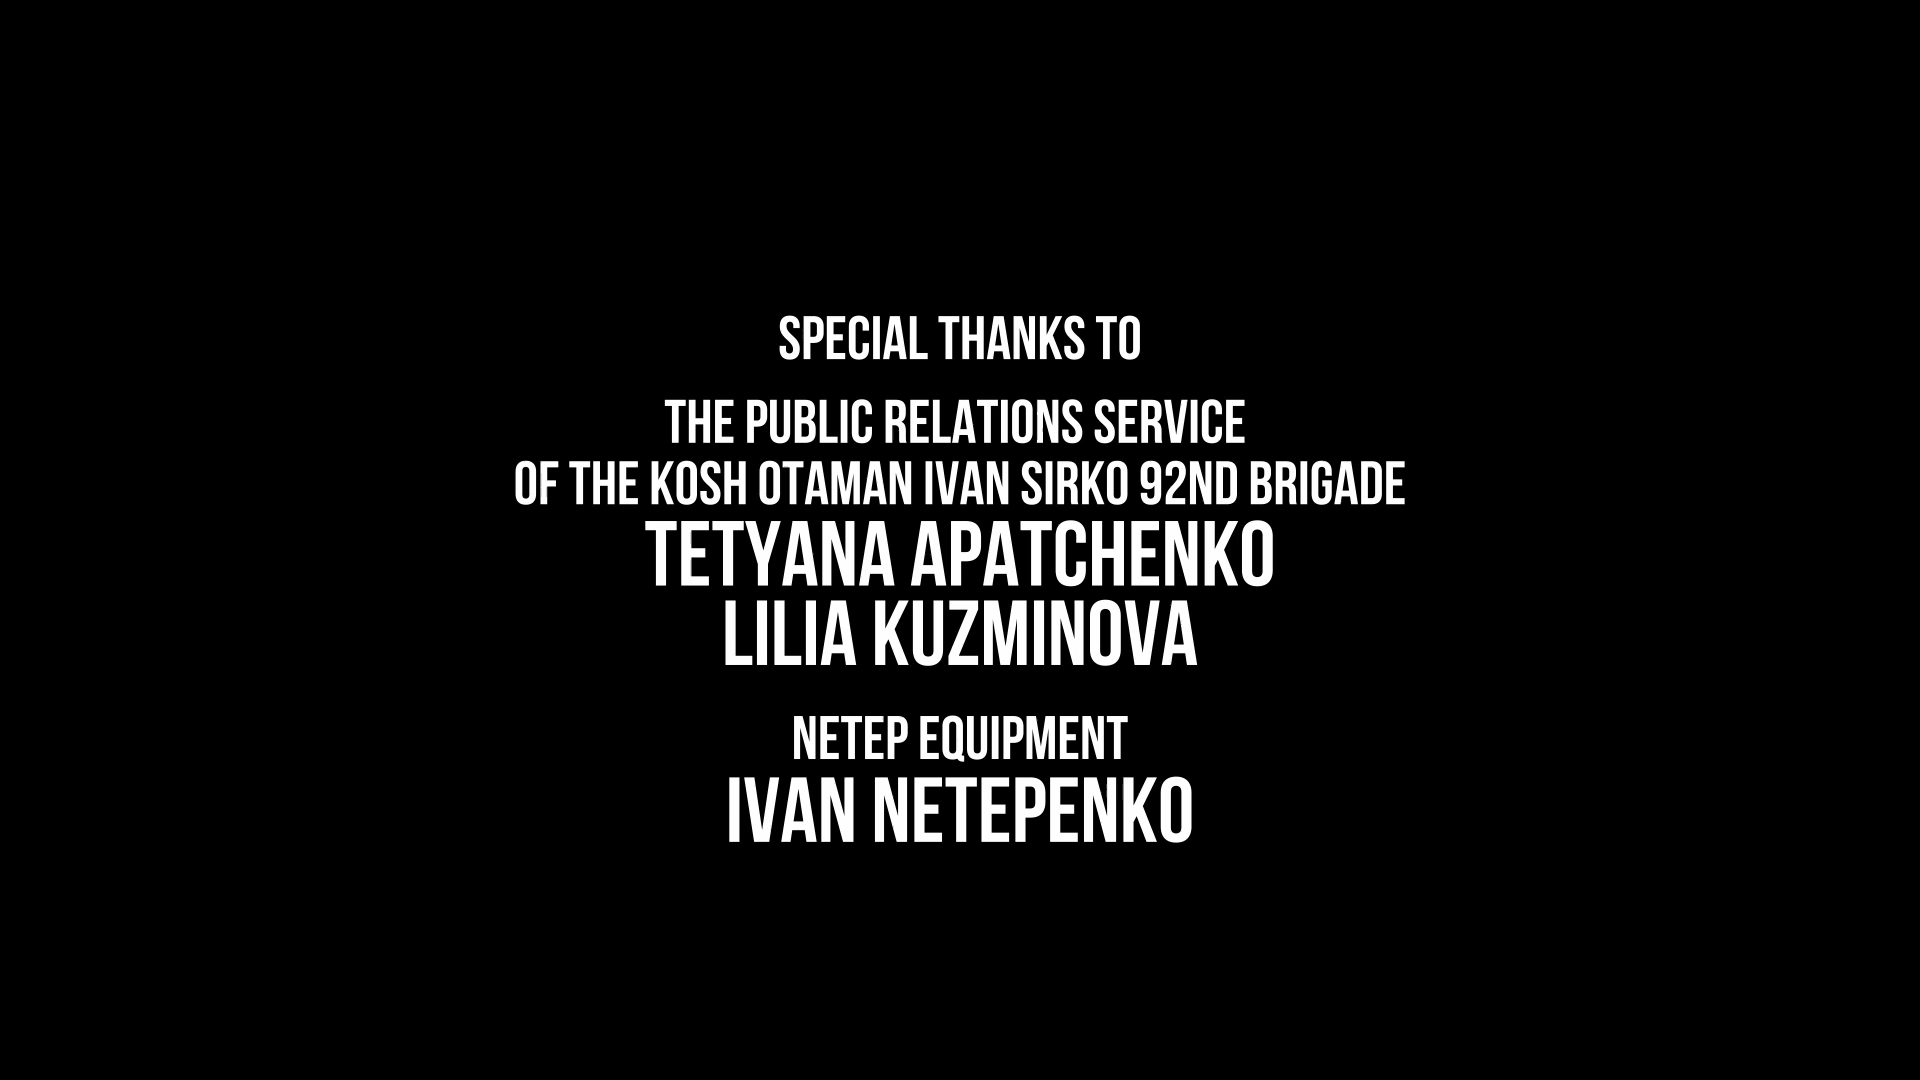 SPECIAL THANKS TO
THE PUBLIC RELATIONS SERVICE
OF THE KOSH OTAMAN IVAN SIRKO 92ND BRIGADE
TETYANA APATCHENKO
LILIA KUZMINOVA
NETEP EQUIPMENT
IVAN NETEPENKO